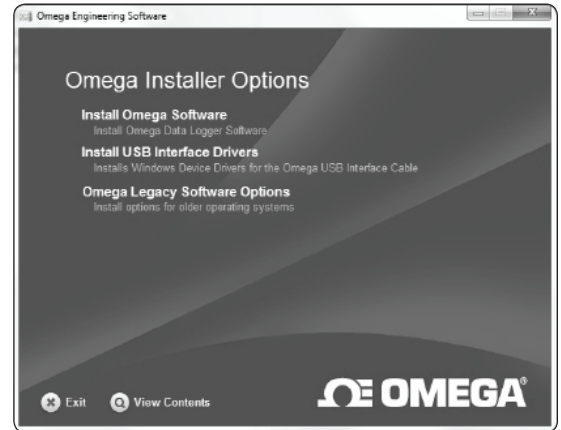 Omega Engineering Software
Omega Installer Options
Install Omega Software
Install Omega Data Logger Software
Install USB Interface Drivers
Installs Windows Device Drivers for the Omega USB Interface Cable
Omega Legacy Software Options
Install options for older operating systems
Exit
View Contents
OMEGA®